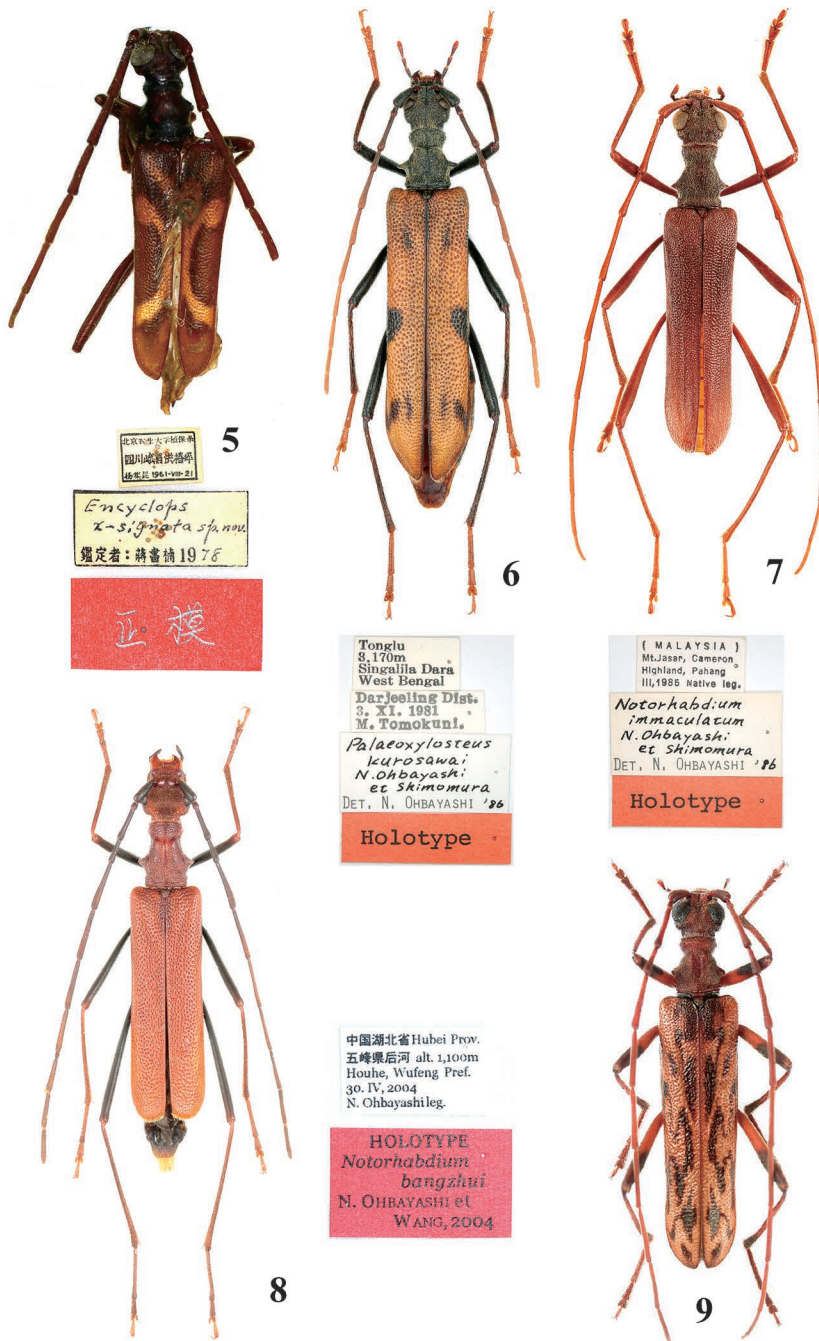 5
北京农业大学植保系
四川峨眉洪椿坪
杨集昆 1961-VIII-21
Encyclops
x-signata sp. nov.
鑑定者：蔣書楠 1978
正模
6
Tonglu
3,170m
Singalila Dara
West Bengal
Darjeeling Dist.
3. XI. 1981
M. Tomokuni.
Palaeoxylosteus
kurosawai
N. Ohbayashi
et Shimomura
DET. N. OHBAYASHI '86
Holotype
7
( MALAYSIA )
Mt.Jasar, Cameron
Highland, Pahang
III,1985 Native leg.
Notorhabdium
immaculatum
N. Ohbayashi
et Shimomura
DET. N. OHBAYASHI '86
Holotype
8
中国湖北省 Hubei Prov.
五峰県后河 alt. 1,100m
Houhe, Wufeng Pref.
30. IV, 2004
N. Ohbayashi leg.
HOLOTYPE
Notorhabdium
bangzhui
N. OHBAYASHI et
WANG, 2004
9